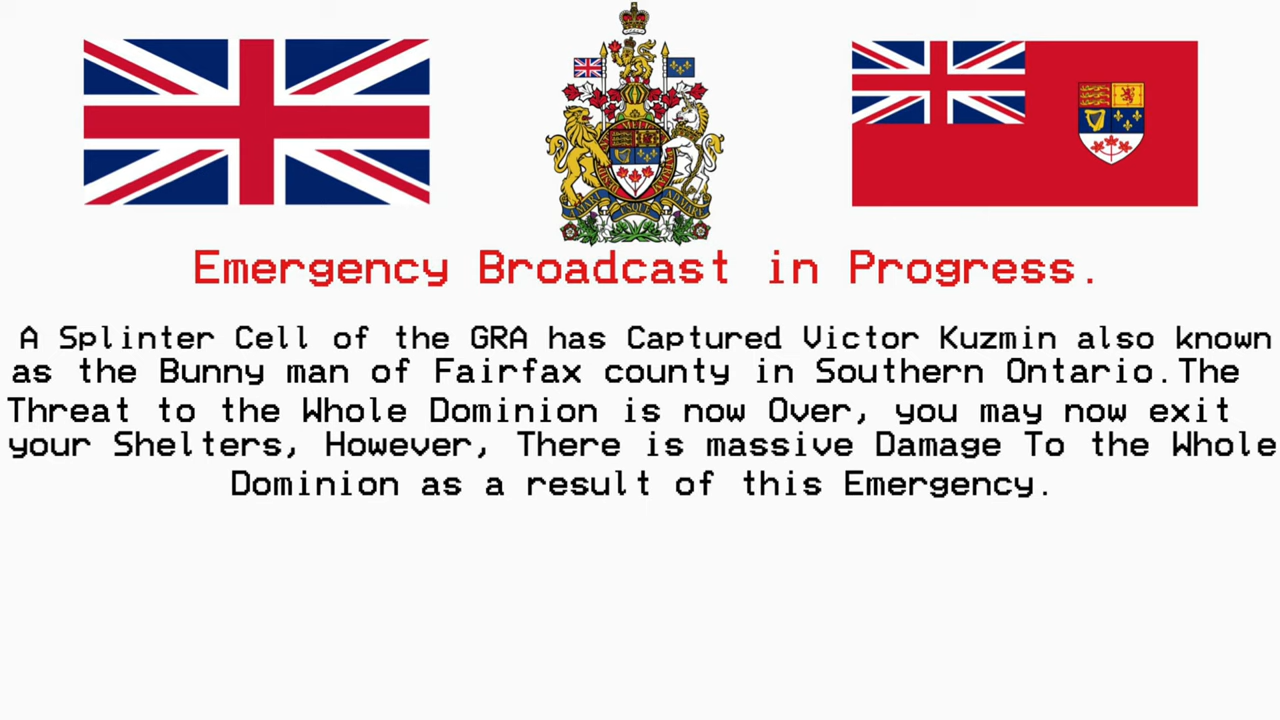 Emergency Broadcast in Progress.
A Splinter Cell of the GRA has Captured Victor Kuzmin also known
as the Bunny man of Fairfax county in Southern Ontario.The
Threat to the Whole Dominion is now Over, you may now exit
your Shelters, However, There is massive Damage To the Whole
Dominion as a result of this Emergency.